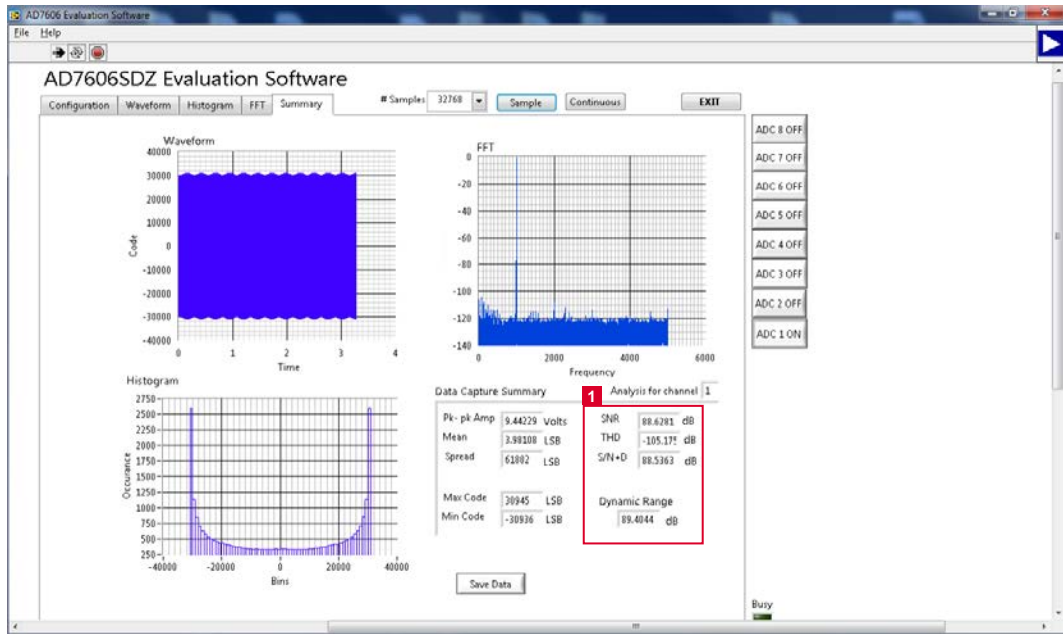 AD7606 Evaluation Software
File Help
AD7606SDZ Evaluation Software
Configuration Waveform Histogram FFT Summary
# Samples 32768 Sample Continuous EXIT
Waveform
40000
30000
20000
10000
0
-10000
-20000
-30000
-40000
Code
0 1 2 3 4
Time
FFT
0
-20
-40
-60
-80
-100
-120
-140
0 2000 4000 6000
Frequency
ADC 8 OFF
ADC 7 OFF
ADC 6 OFF
ADC 5 OFF
ADC 4 OFF
ADC 3 OFF
ADC 2 OFF
ADC 1 ON
Histogram
2750
2500
2250
2000
1750
1500
1250
1000
750
500
250
Occurance
-40000 -20000 0 20000 40000
Bins
Data Capture Summary
Analysis for channel 1
1
Pk- pk Amp 9.44229 Volts
Mean 3.98108 LSB
Spread 61882 LSB
Max Code 30945 LSB
Min Code -30936 LSB
SNR 88.6281 dB
THD -105.175 dB
S/N+D 88.5363 dB
Dynamic Range
89.4044 dB
Save Data
Busy